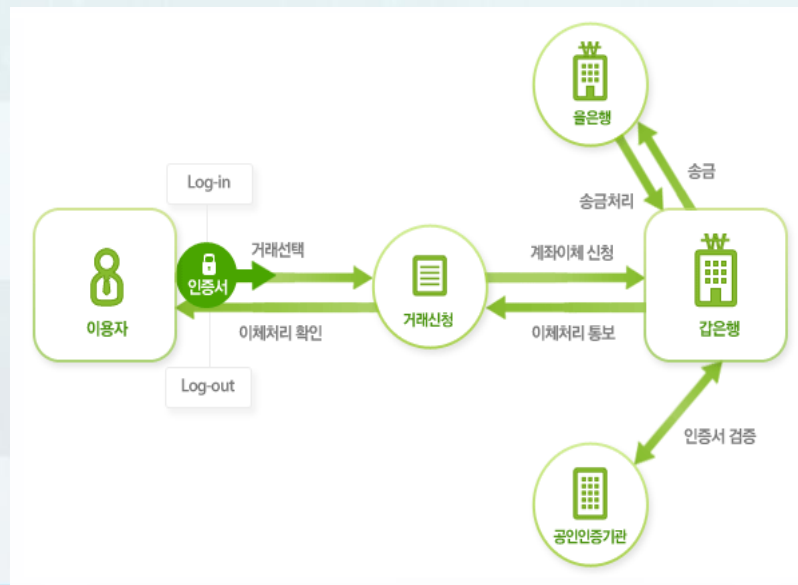 ₩
을은행
송금
송금처리
Log-in
거래선택
인증서
이용자
이체처리 확인
Log-out
거래신청
계좌이체 신청
이체처리 통보
₩
갑은행
인증서 검증
공인인증기관